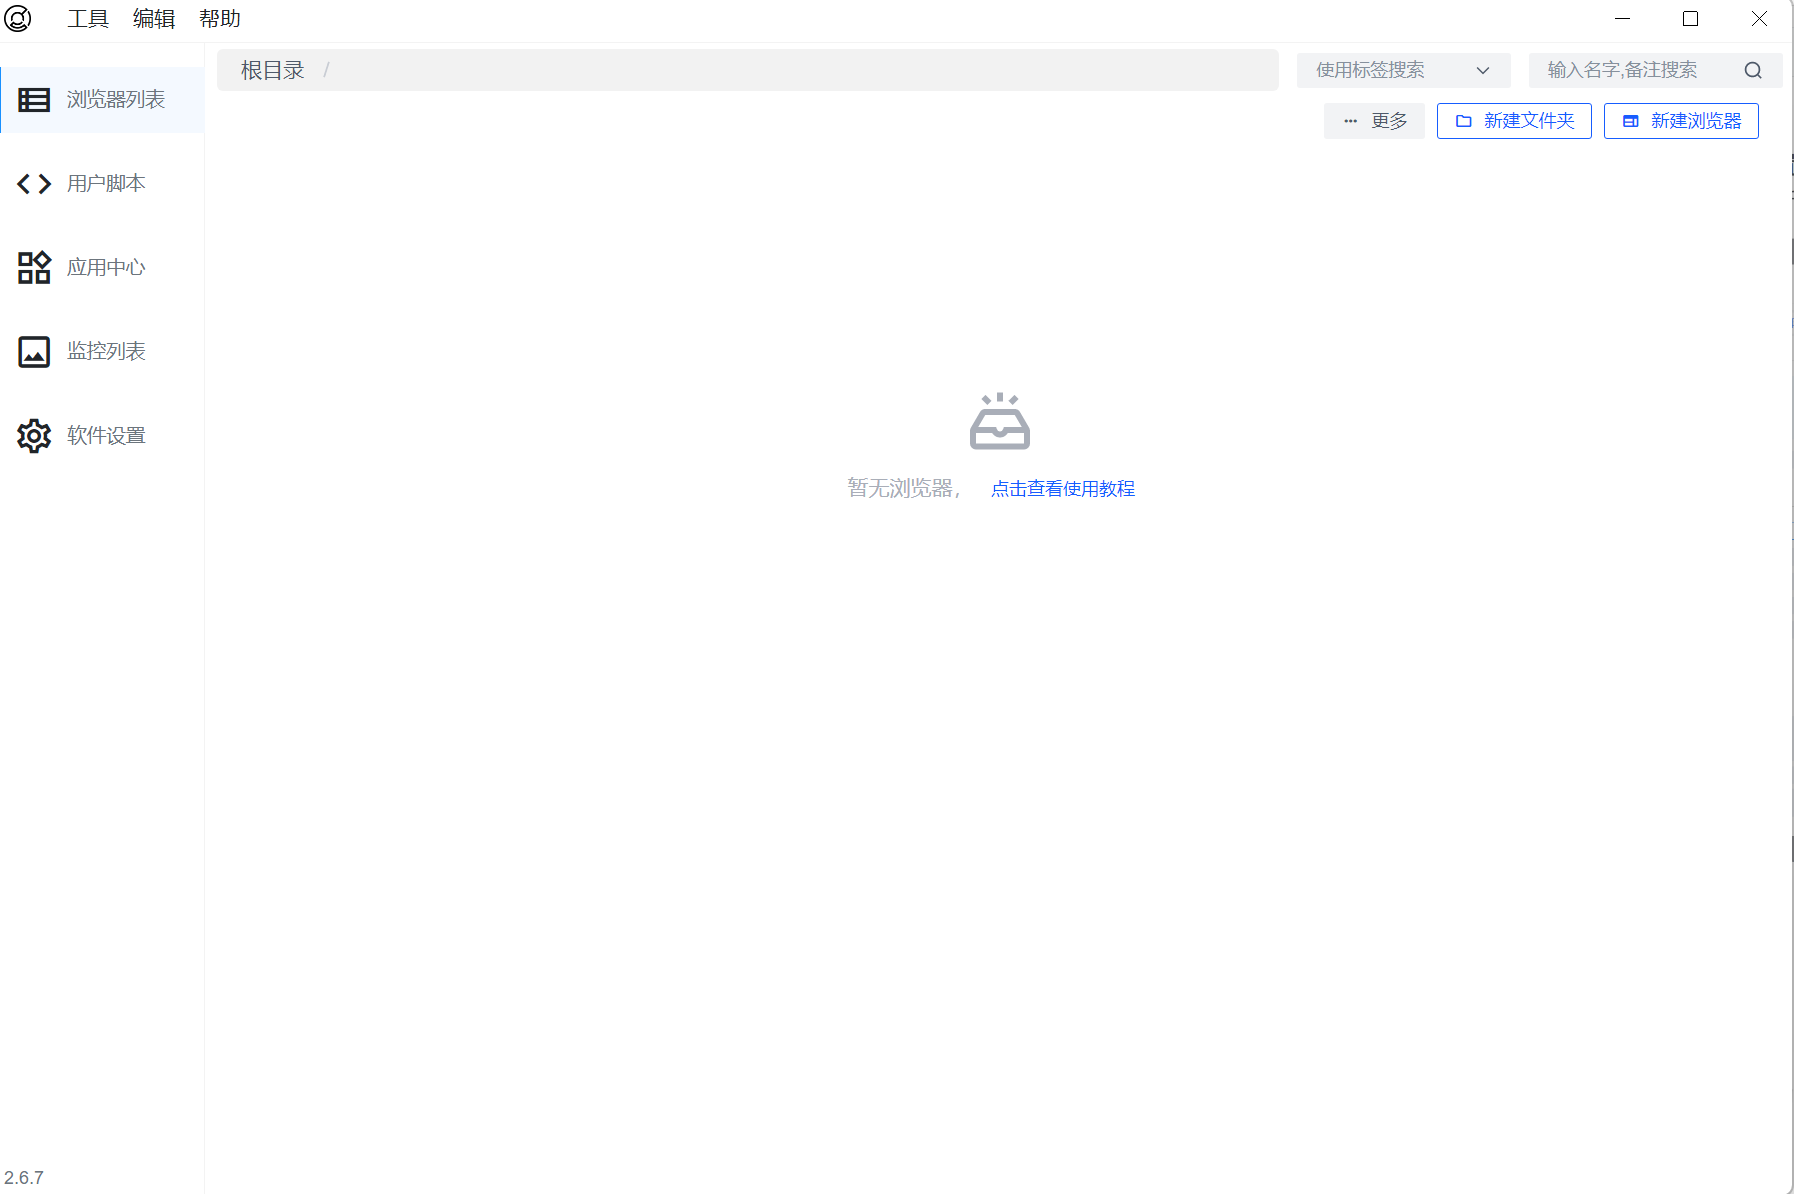 工具 编辑 帮助
根目录 /
使用标签搜索
输入名字,备注搜索
··· 更多
新建文件夹
新建浏览器
浏览器列表
用户脚本
应用中心
监控列表
软件设置
暂无浏览器， 点击查看使用教程
2.6.7